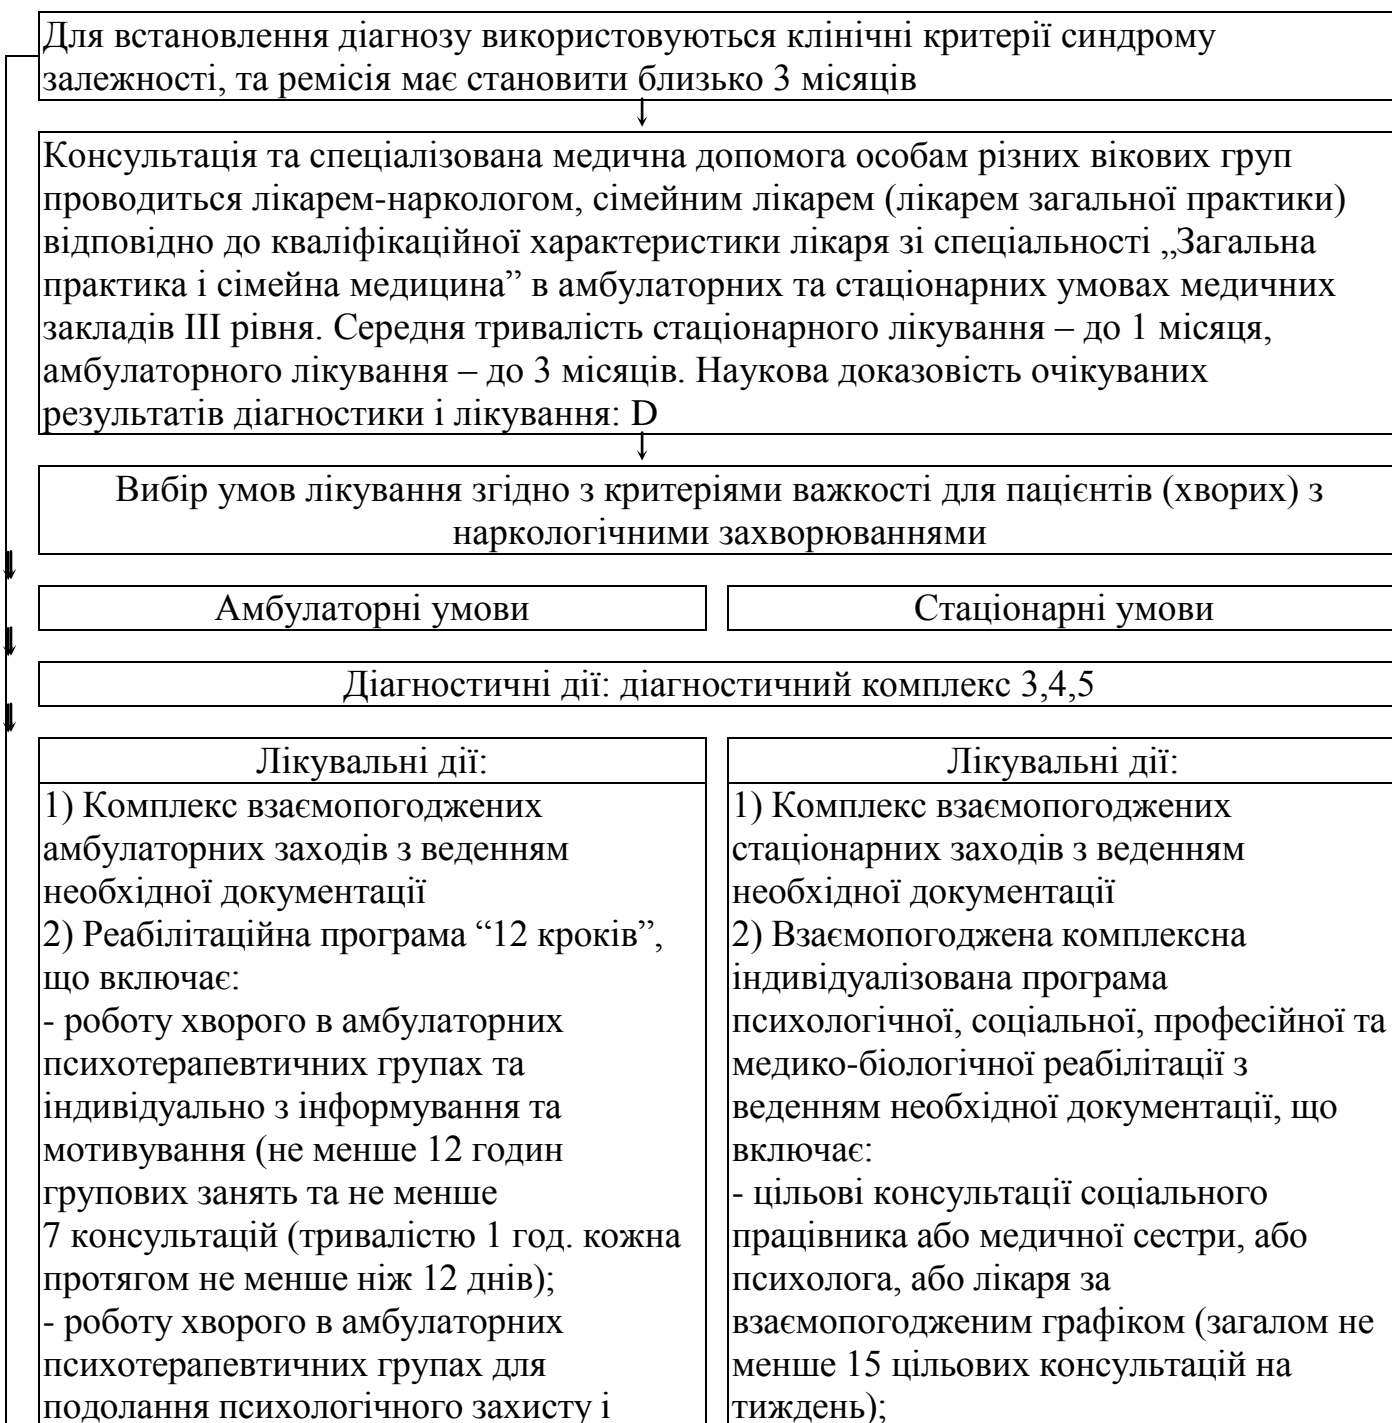 Для встановлення діагнозу використовуються клінічні критерії синдрому
залежності, та ремісія має становити близько 3 місяців
Консультація та спеціалізована медична допомога особам різних вікових груп
проводиться лікарем-наркологом, сімейним лікарем (лікарем загальної практики)
відповідно до кваліфікаційної характеристики лікаря зі спеціальності „Загальна
практика і сімейна медицина” в амбулаторних та стаціонарних умовах медичних
закладів III рівня. Середня тривалість стаціонарного лікування – до 1 місяця,
амбулаторного лікування – до 3 місяців. Наукова доказовість очікуваних
результатів діагностики і лікування: D
Вибір умов лікування згідно з критеріями важкості для пацієнтів (хворих) з
наркологічними захворюваннями
Амбулаторні умови
Стаціонарні умови
Діагностичні дії: діагностичний комплекс 3,4,5
Лікувальні дії:
1) Комплекс взаємопогоджених
амбулаторних заходів з веденням
необхідної документації
2) Реабілітаційна програма “12 кроків”,
що включає:
- роботу хворого в амбулаторних
психотерапевтичних групах та
індивідуально з інформування та
мотивування (не менше 12 годин
групових занять та не менше
7 консультацій (тривалістю 1 год. кожна
протягом не менше ніж 12 днів);
- роботу хворого в амбулаторних
психотерапевтичних групах для
подолання психологічного захисту і
Лікувальні дії:
1) Комплекс взаємопогоджених
стаціонарних заходів з веденням
необхідної документації
2) Взаємопогоджена комплексна
індивідуалізована програма
психологічної, соціальної, професійної та
медико-біологічної реабілітації з
веденням необхідної документації, що
включає:
- цільові консультації соціального
працівника або медичної сестри, або
психолога, або лікаря за
взаємопогодженим графіком (загалом не
менше 15 цільових консультацій на
тиждень);